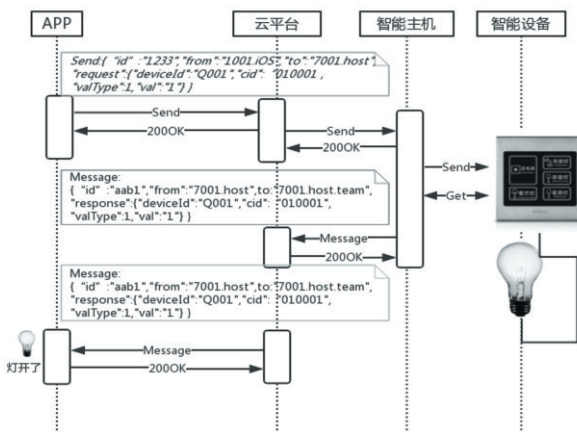 APP
云平台
智能主机
智能设备
Send:{ "id" :"1233","from":"1001.iOS","to":"7001.host"
"request":{"deviceId":"Q001","cid": "010001 ,
"valType":1,"val":"1"} }
Send
200OK
Send
200OK
Send
Get
Message:
{ "id" :"aab1","from":"7001.host",to:"7001.host.team",
"response":{"deviceId":"Q001","cid": "010001",
"valType":1,"val":"1"} }
Message
200OK
Message:
{ "id" :"aab1","from":"7001.host",to:"7001.host.team",
"response":{"deviceId":"Q001","cid": "010001",
"valType":1,"val":"1"} }
灯开了
Message
200OK